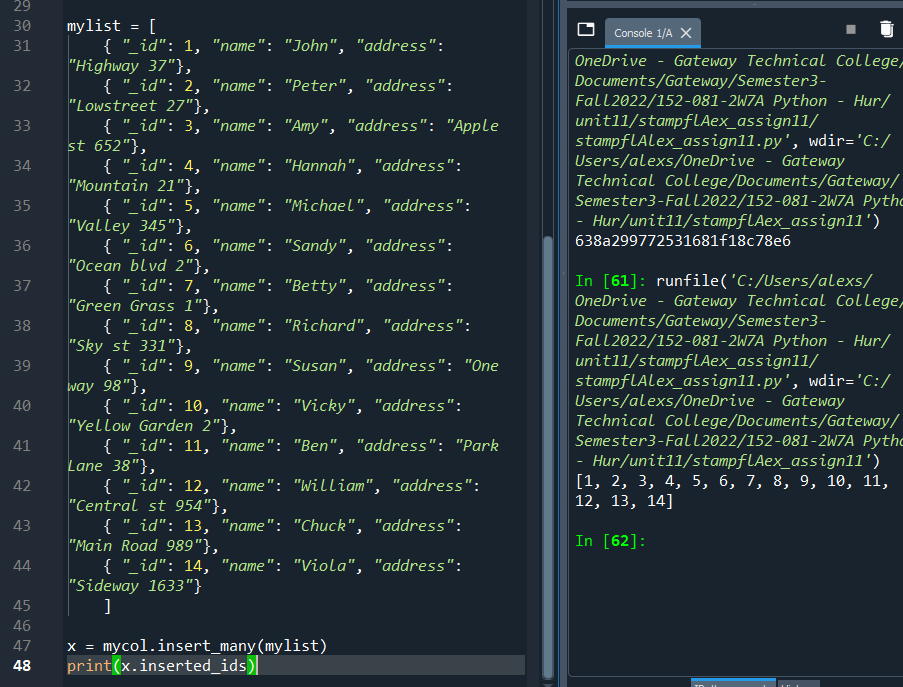 29
30 mylist = [
31 { "_id": 1, "name": "John", "address":
"Highway 37"},
32 { "_id": 2, "name": "Peter", "address":
"Lowstreet 27"},
33 { "_id": 3, "name": "Amy", "address": "Apple
st 652"},
34 { "_id": 4, "name": "Hannah", "address":
"Mountain 21"},
35 { "_id": 5, "name": "Michael", "address":
"Valley 345"},
36 { "_id": 6, "name": "Sandy", "address":
"Ocean blvd 2"},
37 { "_id": 7, "name": "Betty", "address":
"Green Grass 1"},
38 { "_id": 8, "name": "Richard", "address":
"Sky st 331"},
39 { "_id": 9, "name": "Susan", "address": "One
way 98"},
40 { "_id": 10, "name": "Vicky", "address":
"Yellow Garden 2"},
41 { "_id": 11, "name": "Ben", "address": "Park
Lane 38"},
42 { "_id": 12, "name": "William", "address":
"Central st 954"},
43 { "_id": 13, "name": "Chuck", "address":
"Main Road 989"},
44 { "_id": 14, "name": "Viola", "address":
"Sideway 1633"}
45 ]
46
47 x = mycol.insert_many(mylist)
48 print(x.inserted_ids)
Console 1/A
OneDrive - Gateway Technical College/
Documents/Gateway/Semester3-
Fall2022/152-081-2W7A Python - Hur/
unit11/stampflAex_assign11/
stampflAlex_assign11.py', wdir='C:/
Users/alexs/OneDrive - Gateway
Technical College/Documents/Gateway/
Semester3-Fall2022/152-081-2W7A Pytho
- Hur/unit11/stampflAex_assign11')
638a299772531681f18c78e6
In [61]: runfile('C:/Users/alexs/
OneDrive - Gateway Technical College/
Documents/Gateway/Semester3-
Fall2022/152-081-2W7A Python - Hur/
unit11/stampflAex_assign11/
stampflAlex_assign11.py', wdir='C:/
Users/alexs/OneDrive - Gateway
Technical College/Documents/Gateway/
Semester3-Fall2022/152-081-2W7A Pytho
- Hur/unit11/stampflAex_assign11')
[1, 2, 3, 4, 5, 6, 7, 8, 9, 10, 11,
12, 13, 14]
In [62]: